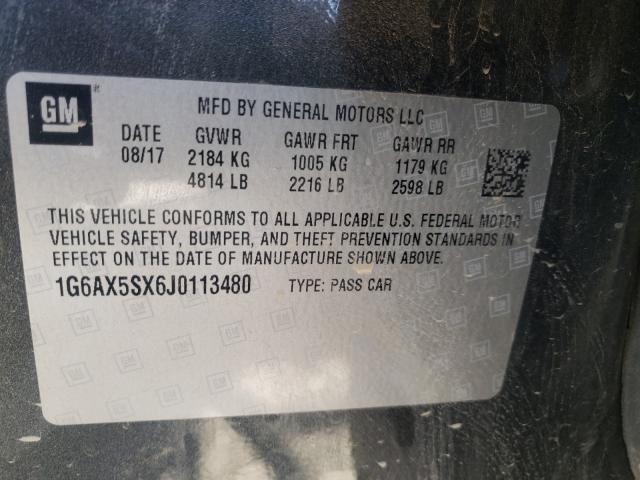 GM
MFD BY GENERAL MOTORS LLC
DATE GVWR GAWR FRT GAWR RR
08/17 2184 KG 1005 KG 1179 KG
4814 LB 2216 LB 2598 LB
THIS VEHICLE CONFORMS TO ALL APPLICABLE U.S. FEDERAL MOTOR
VEHICLE SAFETY, BUMPER, AND THEFT PREVENTION STANDARDS IN
EFFECT ON THE DATE OF MANUFACTURE SHOWN ABOVE.
1G6AX5SX6J0113480 TYPE: PASS CAR